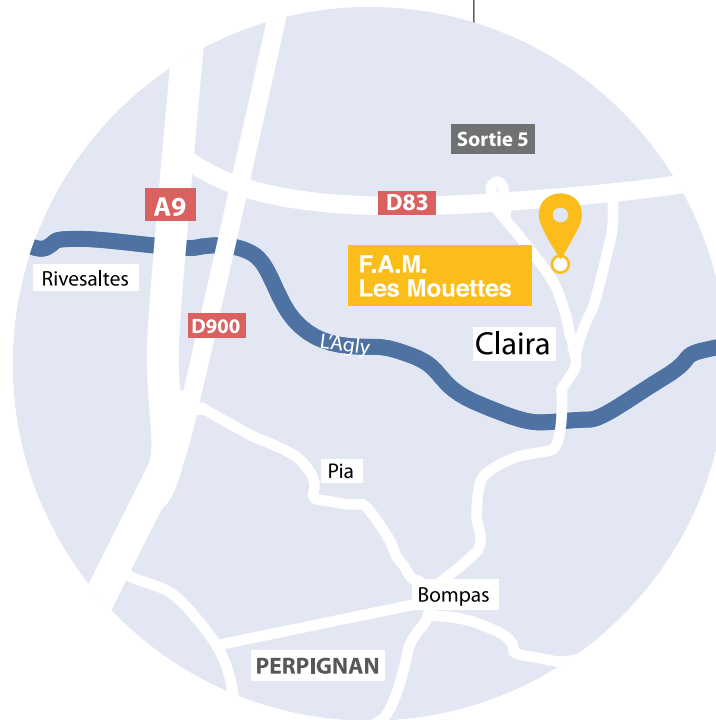 Sortie 5
A9
D83
F.A.M.
Les Mouettes
Rivesaltes
D900
L'Agly
Claira
Pia
Bompas
PERPIGNAN